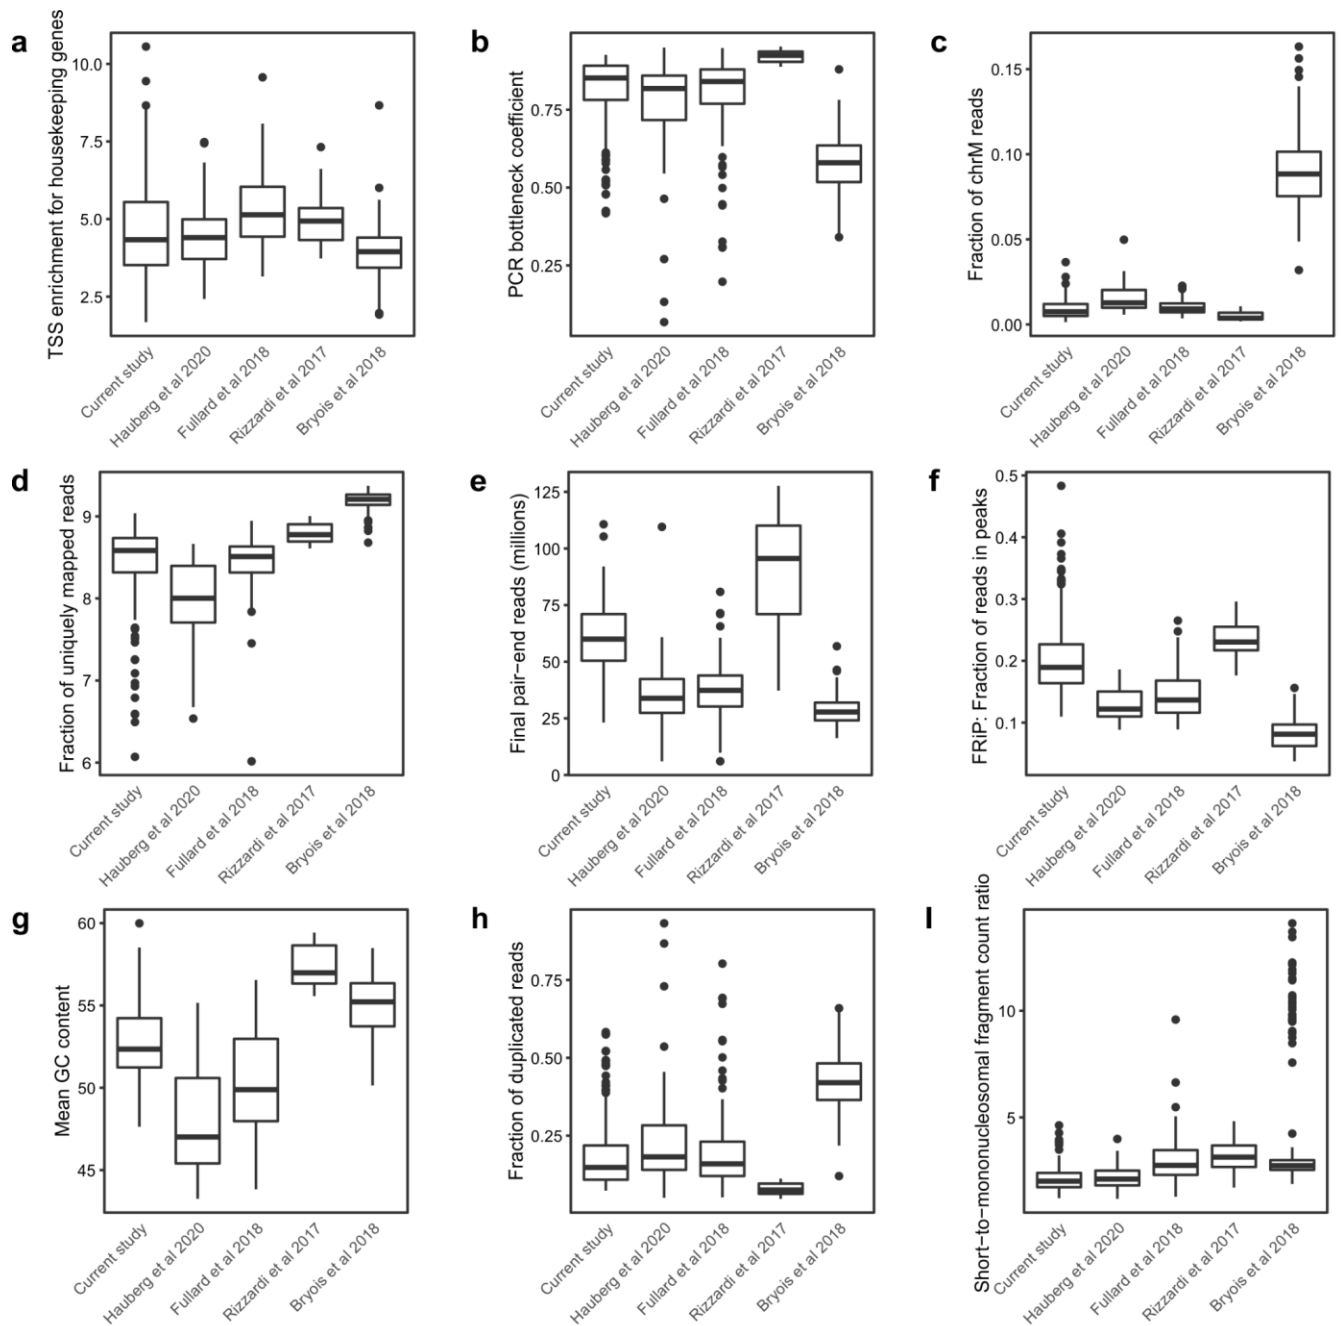 a
TSS enrichment for housekeeping genes
10.0
7.5
5.0
2.5
Current study
Hauberg et al 2020
Fullard et al 2018
Rizzardi et al 2017
Bryois et al 2018
b
PCR bottleneck coefficient
0.75
0.50
0.25
Current study
Hauberg et al 2020
Fullard et al 2018
Rizzardi et al 2017
Bryois et al 2018
c
Fraction of chrM reads
0.15
0.10
0.05
0.00
Current study
Hauberg et al 2020
Fullard et al 2018
Rizzardi et al 2017
Bryois et al 2018
d
Fraction of uniquely mapped reads
9
8
7
6
Current study
Hauberg et al 2020
Fullard et al 2018
Rizzardi et al 2017
Bryois et al 2018
e
Final pair−end reads (millions)
125
100
75
50
25
0
Current study
Hauberg et al 2020
Fullard et al 2018
Rizzardi et al 2017
Bryois et al 2018
f
FRiP: Fraction of reads in peaks
0.5
0.4
0.3
0.2
0.1
Current study
Hauberg et al 2020
Fullard et al 2018
Rizzardi et al 2017
Bryois et al 2018
g
Mean GC content
60
55
50
45
Current study
Hauberg et al 2020
Fullard et al 2018
Rizzardi et al 2017
Bryois et al 2018
h
Fraction of duplicated reads
0.75
0.50
0.25
Current study
Hauberg et al 2020
Fullard et al 2018
Rizzardi et al 2017
Bryois et al 2018
I
Short−to−mononucleosomal fragment count ratio
10
5
Current study
Hauberg et al 2020
Fullard et al 2018
Rizzardi et al 2017
Bryois et al 2018